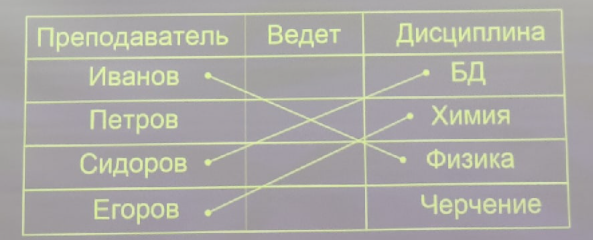 Преподаватель Ведет Дисциплина
Иванов БД
Петров Химия
Сидоров Физика
Егоров Черчение